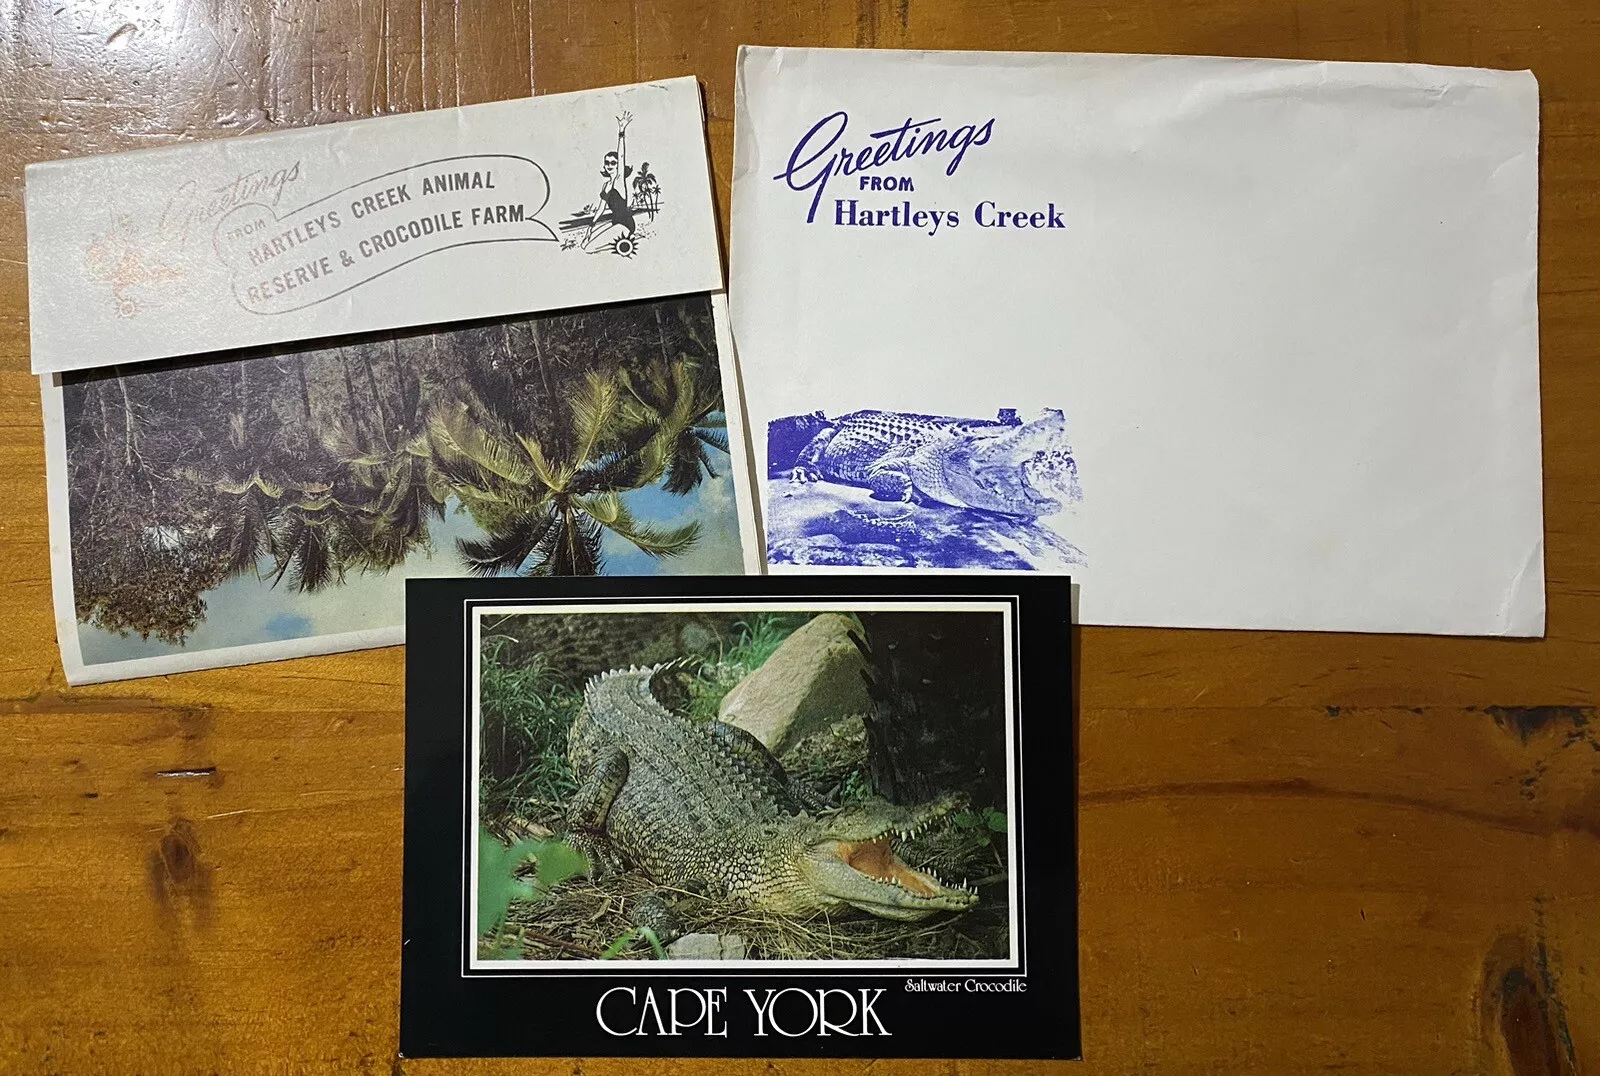 Greetings
FROM
HARTLEYS CREEK ANIMAL
RESERVE & CROCODILE FARM
Greetings
FROM
Hartleys Creek
Saltwater Crocodile
CAPE YORK